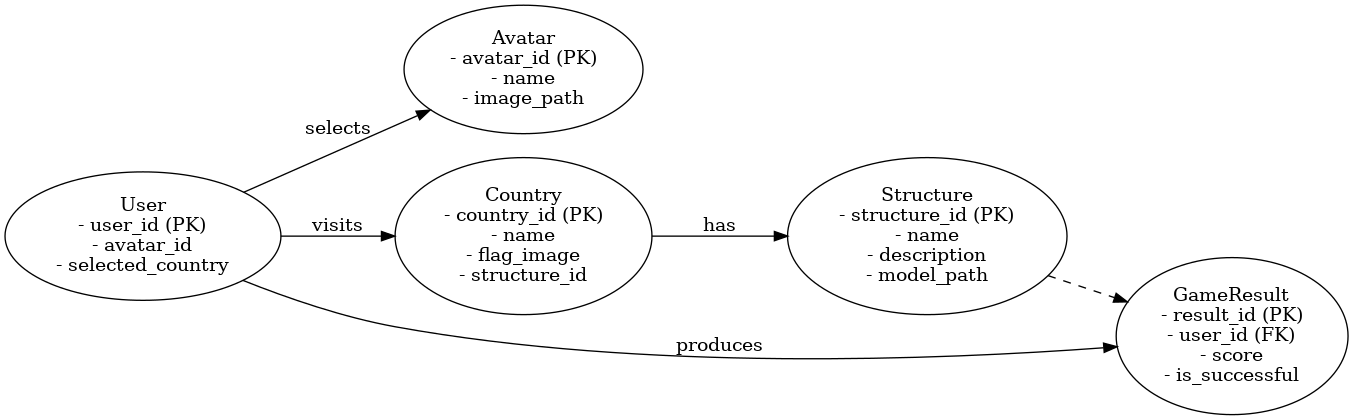 Avatar
- avatar_id (PK)
- name
- image_path
selects
User
- user_id (PK)
- avatar_id
- selected_country
visits
Country
- country_id (PK)
- name
- flag_image
- structure_id
has
Structure
- structure_id (PK)
- name
- description
- model_path
produces
GameResult
- result_id (PK)
- user_id (FK)
- score
- is_successful